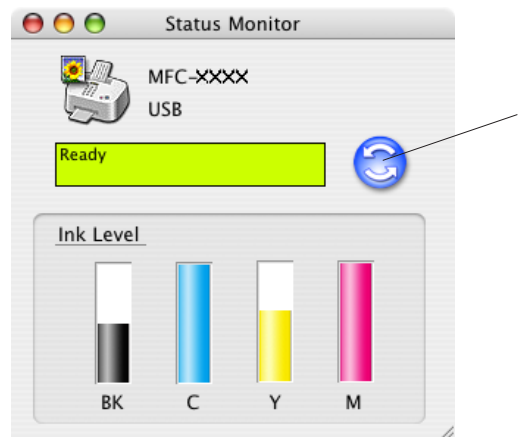 Status Monitor
MFC-XXXX
USB
Ready
Ink Level
BK C Y M